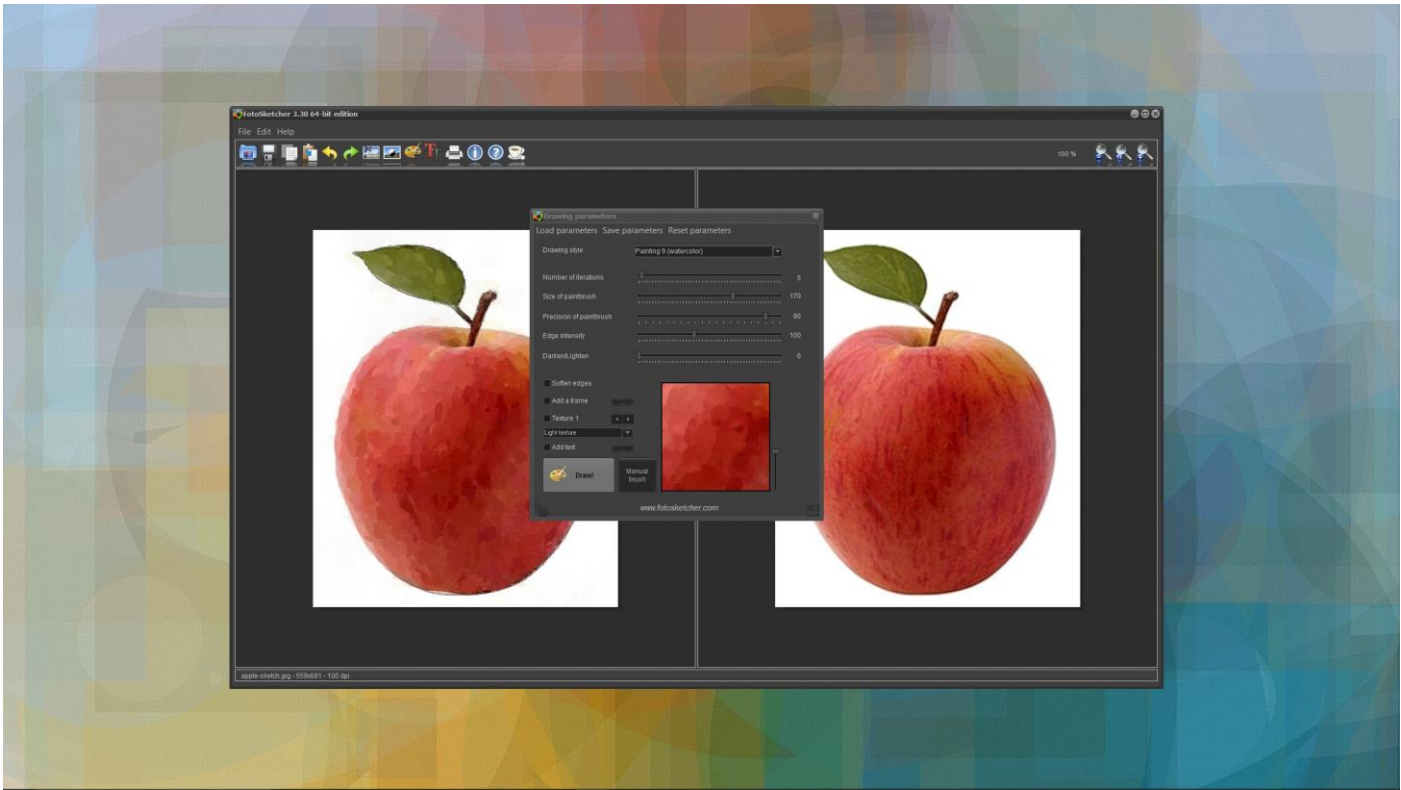 FotoSketcher 3.30 64-bit edition
File Edit Help
100 %
Drawing parameters
Load parameters Save parameters Reset parameters
Drawing style Painting 9 (watercolor)
Number of iterations 5
Size of paintbrush 170
Precision of paintbrush 90
Edge intensity 100
Darken/Lighten 0
Soften edges
Add a frame
Texture 1
Light texture
Add text
Draw!
Manual
brush
www.fotosketcher.com
apple-sketch.jpg - 559x691 - 100 dpi